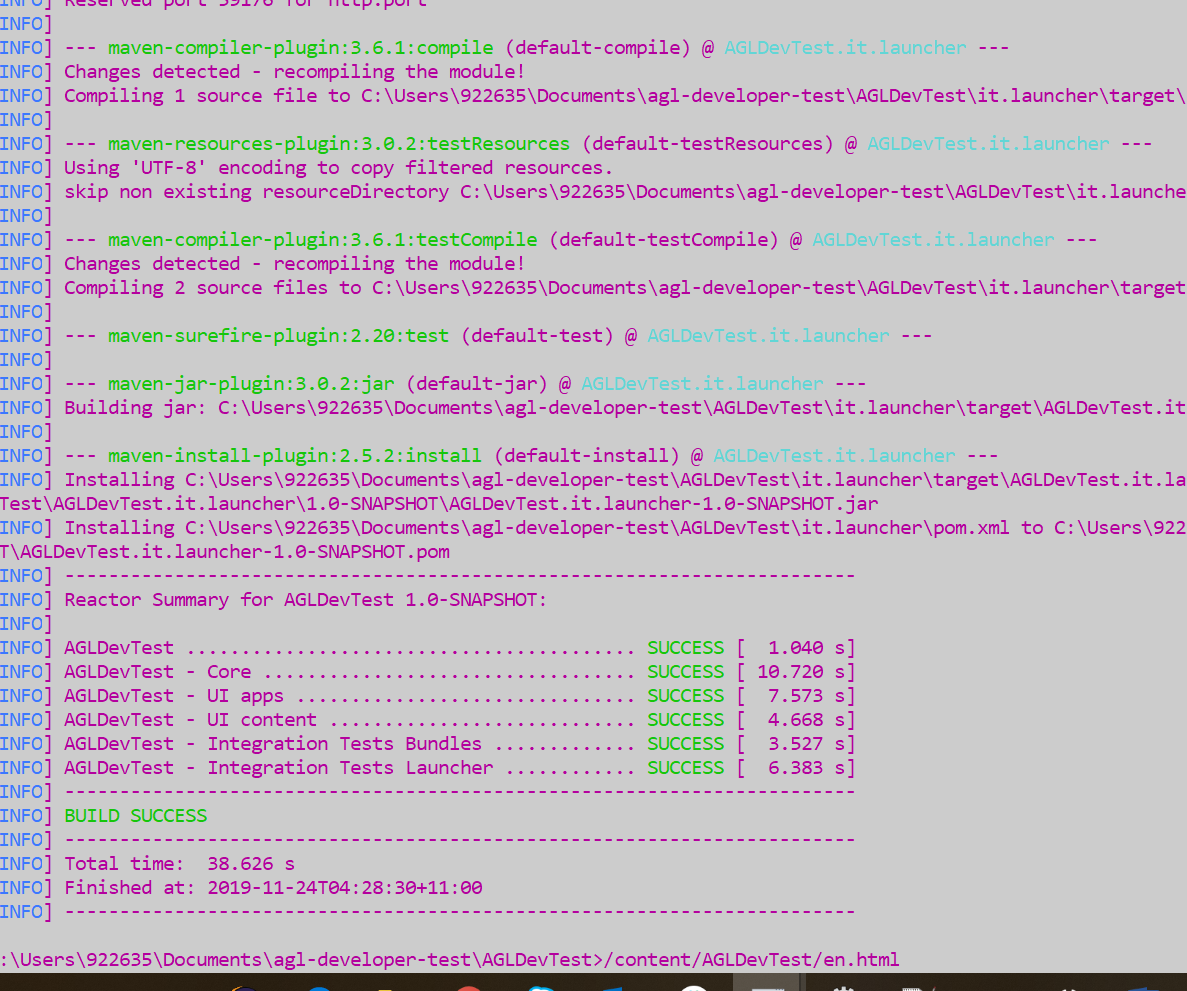 INFO] Reserved port 59176 for http.port
INFO]
INFO] --- maven-compiler-plugin:3.6.1:compile (default-compile) @ AGLDevTest.it.launcher ---
INFO] Changes detected - recompiling the module!
INFO] Compiling 1 source file to C:\Users\922635\Documents\agl-developer-test\AGLDevTest\it.launcher\target\
INFO]
INFO] --- maven-resources-plugin:3.0.2:testResources (default-testResources) @ AGLDevTest.it.launcher ---
INFO] Using 'UTF-8' encoding to copy filtered resources.
INFO] skip non existing resourceDirectory C:\Users\922635\Documents\agl-developer-test\AGLDevTest\it.launche
INFO]
INFO] --- maven-compiler-plugin:3.6.1:testCompile (default-testCompile) @ AGLDevTest.it.launcher ---
INFO] Changes detected - recompiling the module!
INFO] Compiling 2 source files to C:\Users\922635\Documents\agl-developer-test\AGLDevTest\it.launcher\target
INFO]
INFO] --- maven-surefire-plugin:2.20:test (default-test) @ AGLDevTest.it.launcher ---
INFO]
INFO] --- maven-jar-plugin:3.0.2:jar (default-jar) @ AGLDevTest.it.launcher ---
INFO] Building jar: C:\Users\922635\Documents\agl-developer-test\AGLDevTest\it.launcher\target\AGLDevTest.it
INFO]
INFO] --- maven-install-plugin:2.5.2:install (default-install) @ AGLDevTest.it.launcher ---
INFO] Installing C:\Users\922635\Documents\agl-developer-test\AGLDevTest\it.launcher\target\AGLDevTest.it.la
Test\AGLDevTest.it.launcher\1.0-SNAPSHOT\AGLDevTest.it.launcher-1.0-SNAPSHOT.jar
INFO] Installing C:\Users\922635\Documents\agl-developer-test\AGLDevTest\it.launcher\pom.xml to C:\Users\922
T\AGLDevTest.it.launcher-1.0-SNAPSHOT.pom
INFO] ------------------------------------------------------------------------
INFO] Reactor Summary for AGLDevTest 1.0-SNAPSHOT:
INFO]
INFO] AGLDevTest ......................................... SUCCESS [  1.040 s]
INFO] AGLDevTest - Core .................................. SUCCESS [ 10.720 s]
INFO] AGLDevTest - UI apps ............................... SUCCESS [  7.573 s]
INFO] AGLDevTest - UI content ............................ SUCCESS [  4.668 s]
INFO] AGLDevTest - Integration Tests Bundles ............. SUCCESS [  3.527 s]
INFO] AGLDevTest - Integration Tests Launcher ............ SUCCESS [  6.383 s]
INFO] ------------------------------------------------------------------------
INFO] BUILD SUCCESS
INFO] ------------------------------------------------------------------------
INFO] Total time:  38.626 s
INFO] Finished at: 2019-11-24T04:28:30+11:00
INFO] ------------------------------------------------------------------------
:\Users\922635\Documents\agl-developer-test\AGLDevTest>/content/AGLDevTest/en.html